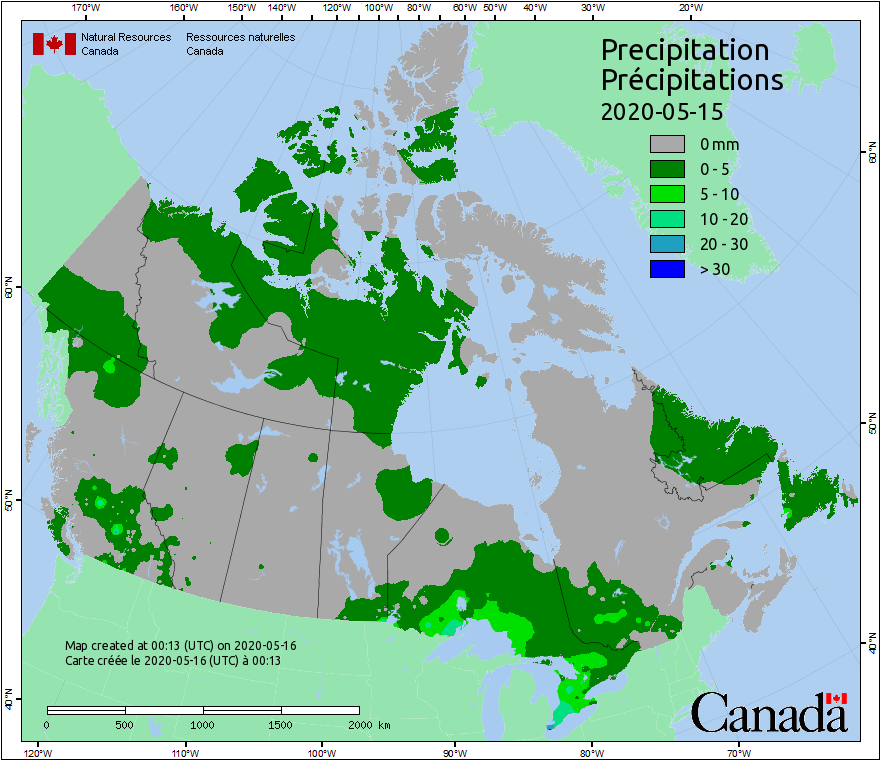 170°W 160°W 150°W 140°W 130°W 120°W 110°W 100°W 90°W 80°W 70°W 60°W 50°W 40°W 30°W 20°W
Natural Resources Ressources naturelles
Canada Canada
Precipitation
Précipitations
2020-05-15
0 mm
0 - 5
5 - 10
10 - 20
20 - 30
> 30
60°N
60°N
50°N
50°N
40°N
40°N
Map created at 00:13 (UTC) on 2020-05-16
Carte créée le 2020-05-16 (UTC) à 00:13
0 500 1000 1500 2000 km
Canada
120°W 110°W 100°W 90°W 80°W 70°W